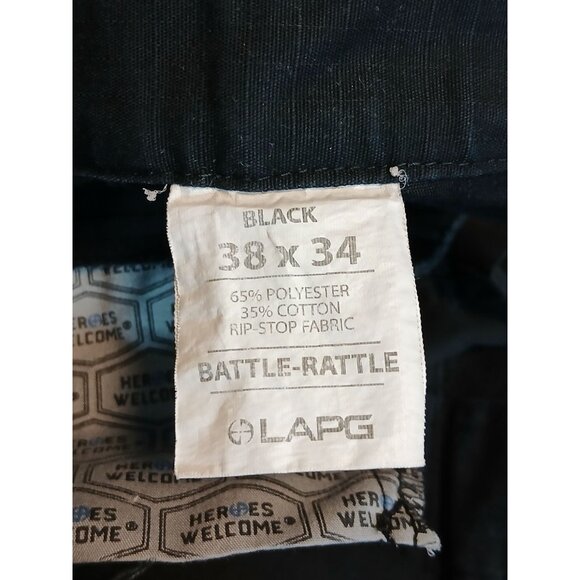 BLACK
38 x 34
65% POLYESTER
35% COTTON
RIP-STOP FABRIC
BATTLE-RATTLE
LAPG
WELCOME
HEROES
WELCOME®
HEROES
WELCOME
HEROES
WELCOME®
HEROES
WELCOME®